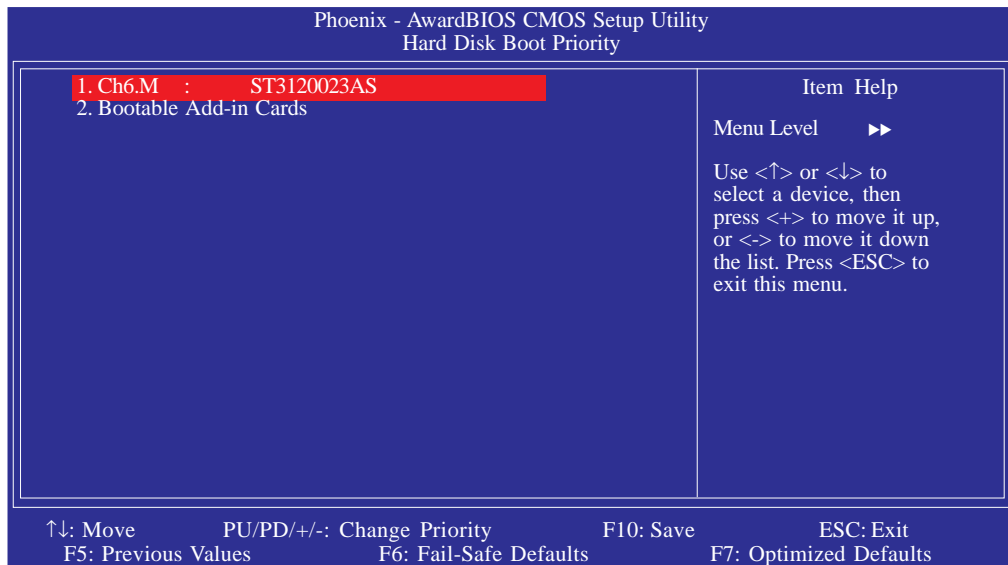 Phoenix - AwardBIOS CMOS Setup Utility
Hard Disk Boot Priority
1. Ch6.M : ST3120023AS
2. Bootable Add-in Cards
Item Help
Menu Level ▶▶
Use <↑> or <↓> to
select a device, then
press <+> to move it up,
or <-> to move it down
the list. Press <ESC> to
exit this menu.
↑↓: Move PU/PD/+/-: Change Priority F10: Save ESC: Exit
F5: Previous Values F6: Fail-Safe Defaults F7: Optimized Defaults